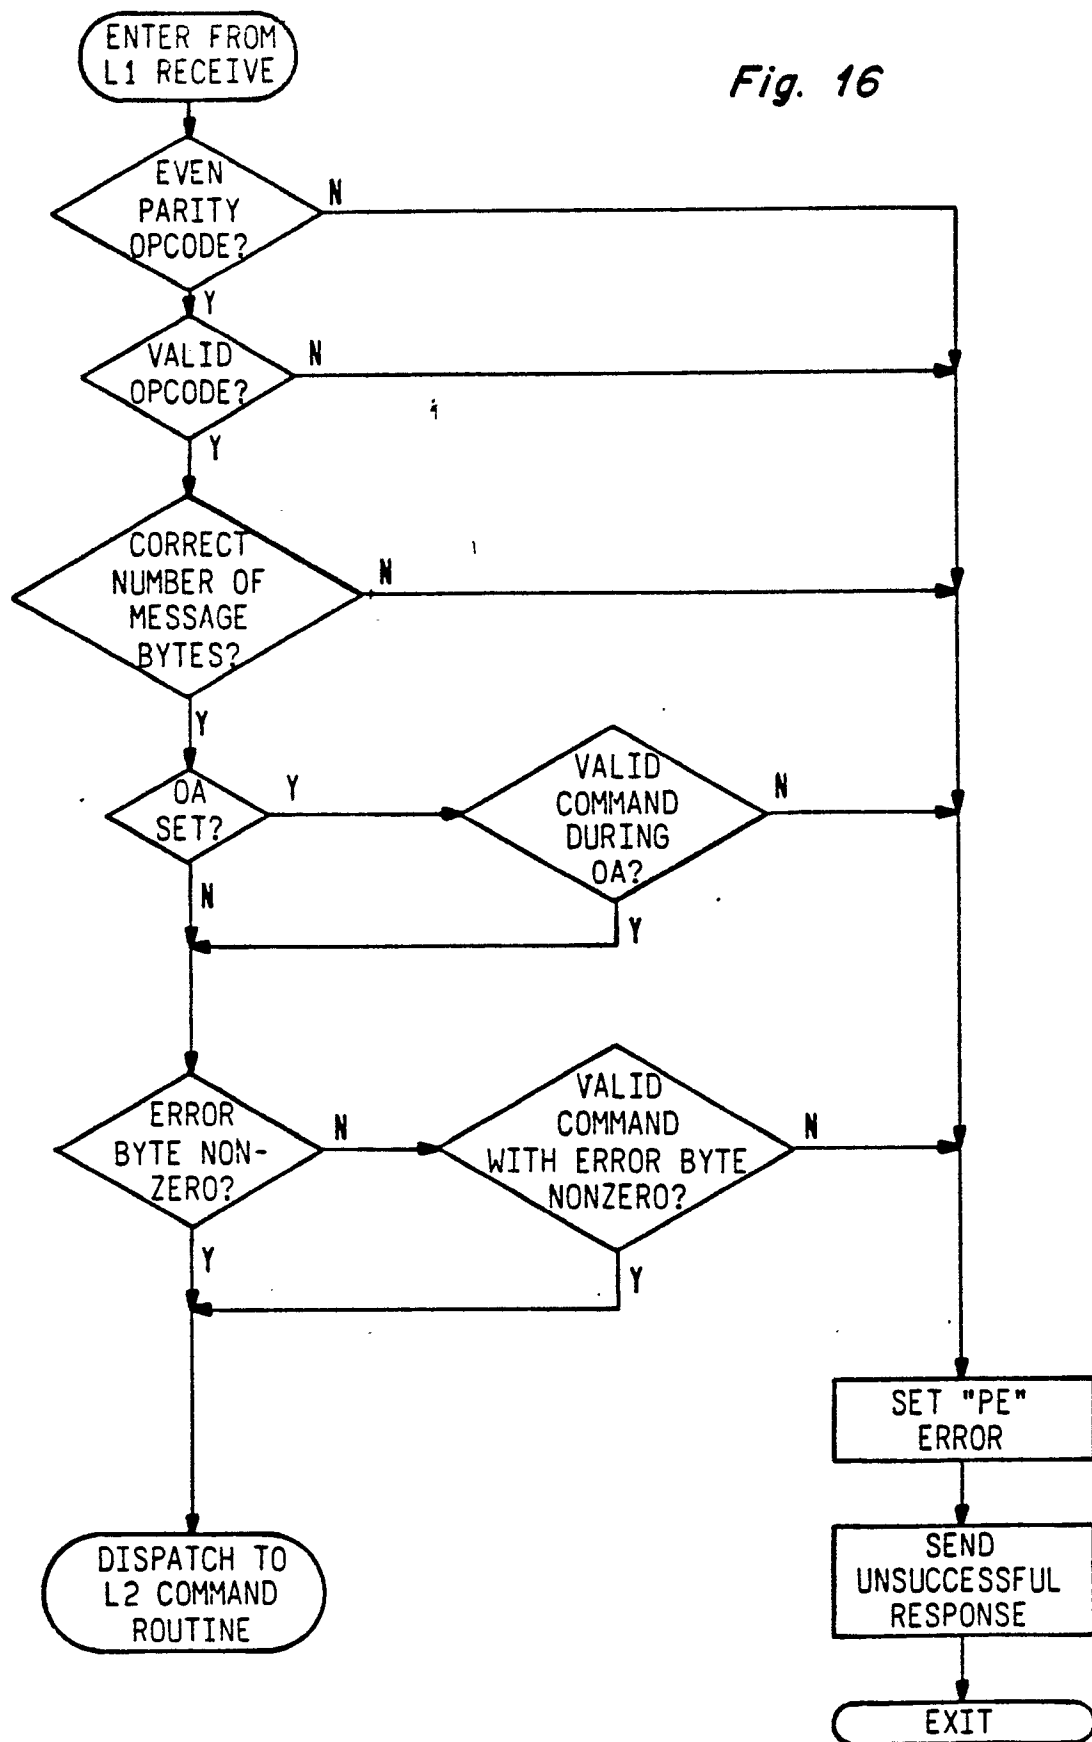 ENTER FROM
L1 RECEIVE
Fig. 16
EVEN
PARITY
OPCODE?
N
Y
VALID
OPCODE?
N
Y
CORRECT
NUMBER OF
MESSAGE
BYTES?
N
Y
OA
SET?
Y
N
VALID
COMMAND
DURING
OA?
N
Y
ERROR
BYTE NON-
ZERO?
N
Y
VALID
COMMAND
WITH ERROR BYTE
NONZERO?
N
Y
SET "PE"
ERROR
DISPATCH TO
L2 COMMAND
ROUTINE
SEND
UNSUCCESSFUL
RESPONSE
EXIT